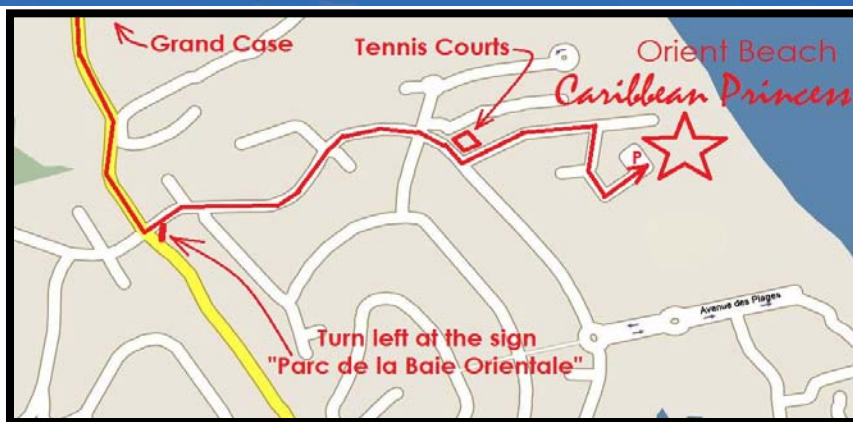 Grand Case
Tennis Courts
Orient Beach
Caribbean Princess
P
Avenue des Plages
Turn left at the sign
"Parc de la Baie Orientale"